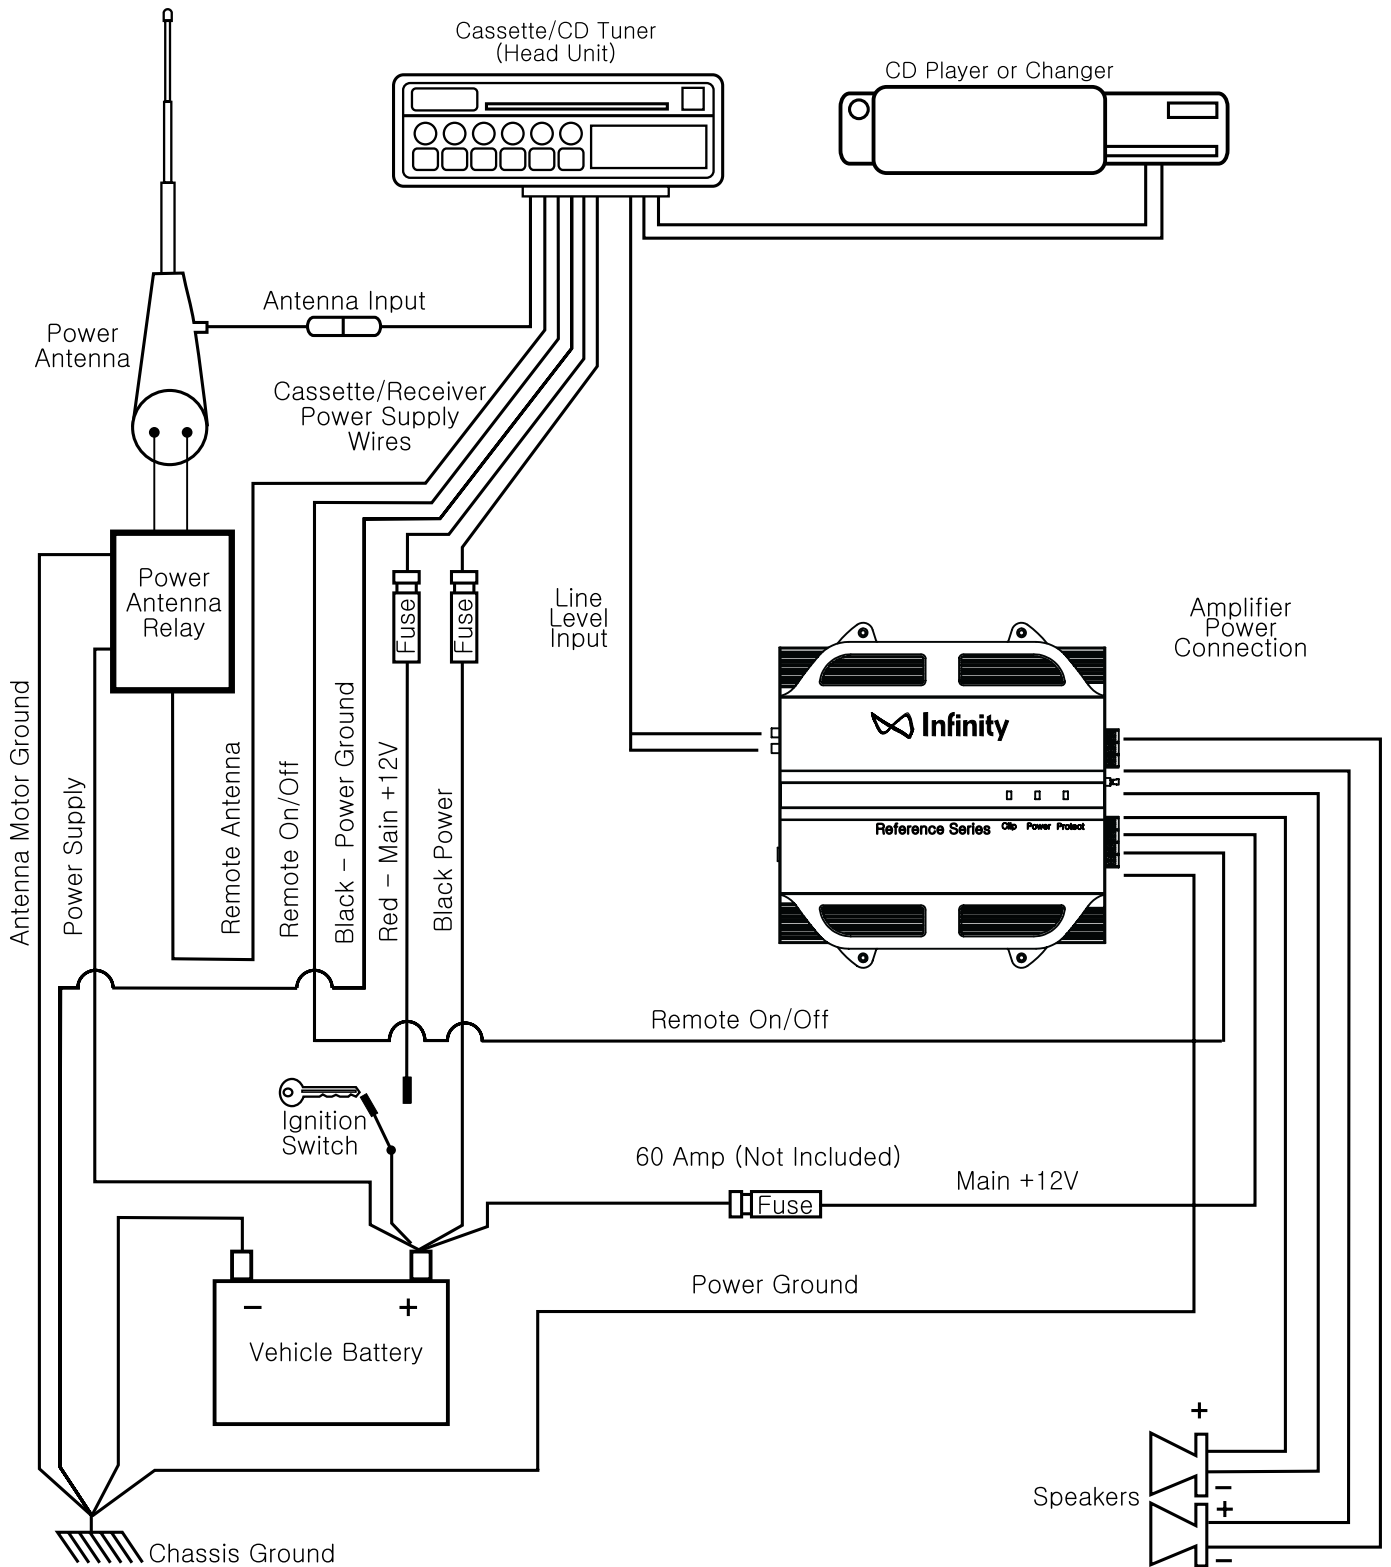 Cassette/CD Tuner
(Head Unit)
CD Player or Changer
Antenna Input
Power
Antenna
Cassette/Receiver
Power Supply
Wires
Power
Antenna
Relay
Fuse
Fuse
Line
Level
Input
Amplifier
Power
Connection
Infinity
Reference Series
Clip
Power
Protect
Antenna Motor Ground
Power Supply
Remote Antenna
Remote On/Off
Black – Power Ground
Red – Main +12V
Black Power
Remote On/Off
Ignition
Switch
60 Amp (Not Included)
Fuse
Main +12V
Power Ground
– +
Vehicle Battery
+
–
Speakers
+
–
Chassis Ground